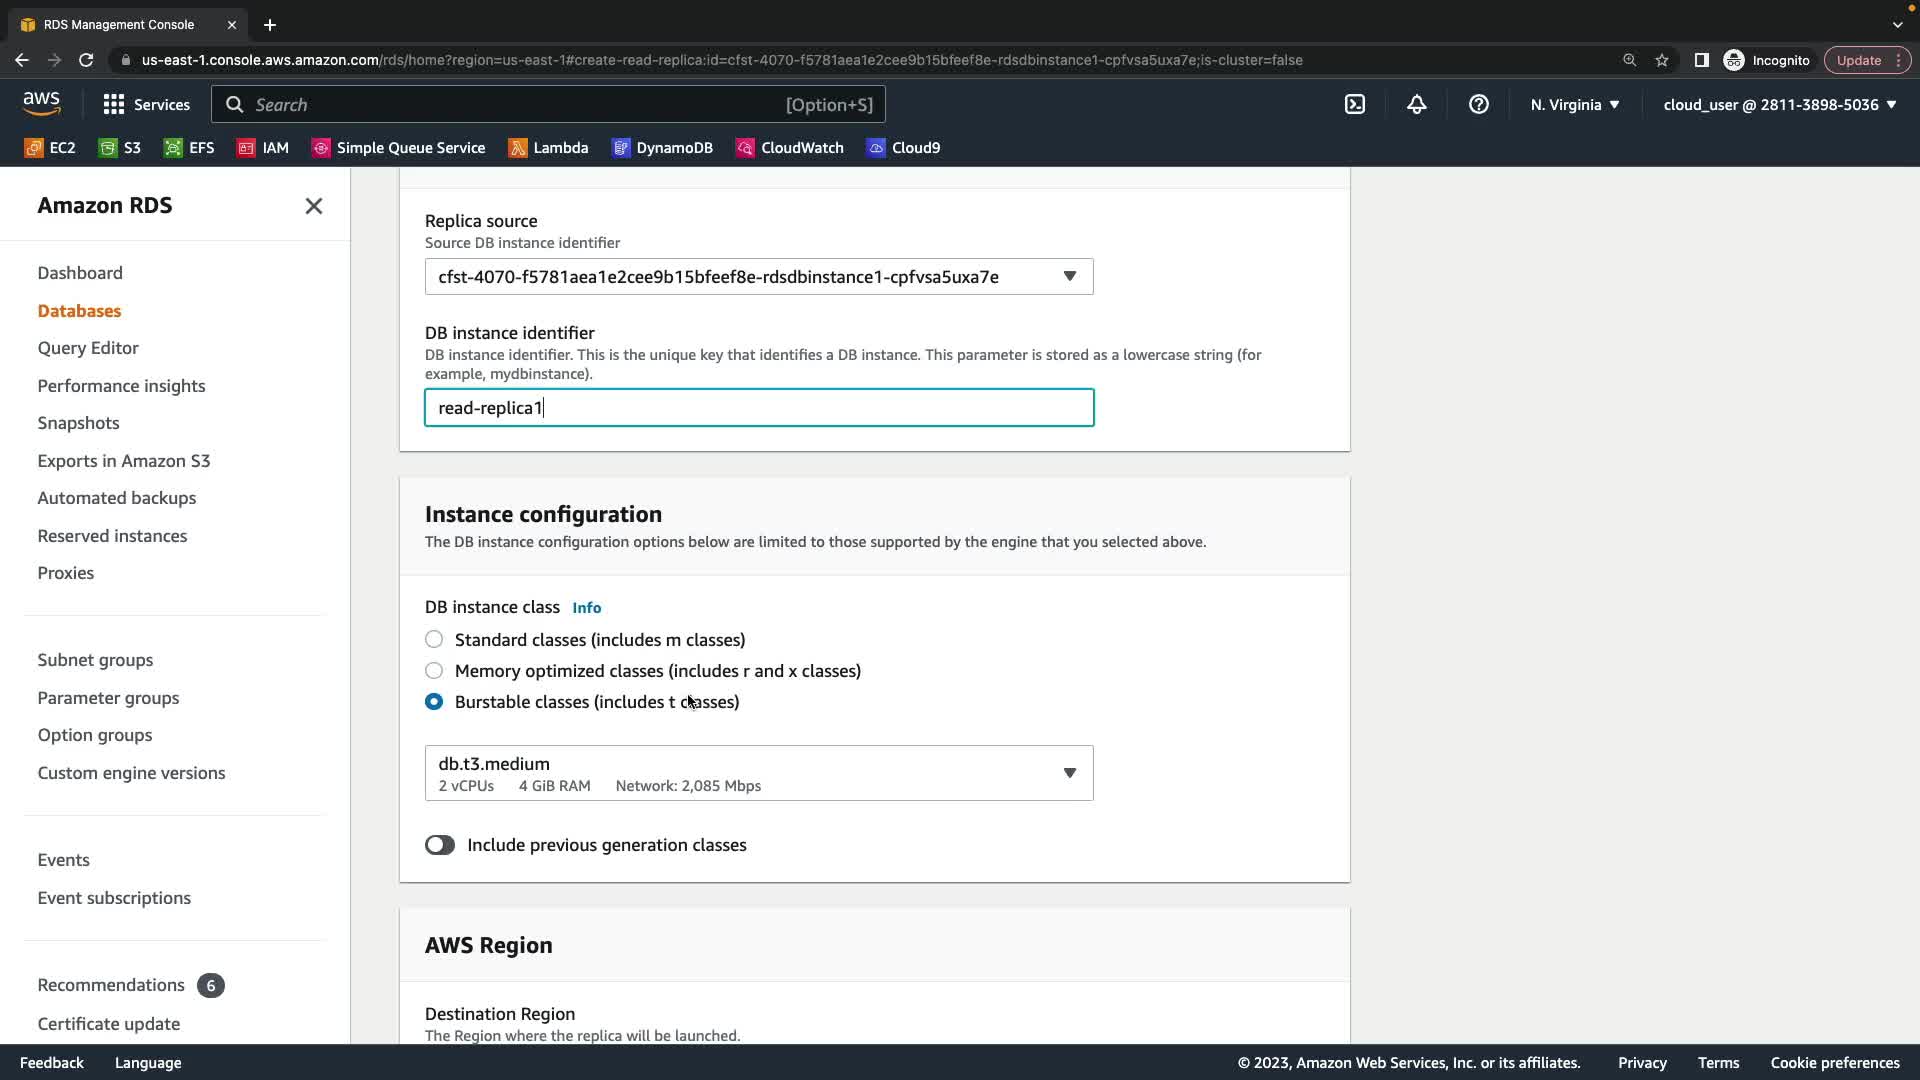 RDS Management Console
us-east-1.console.aws.amazon.com/rds/home?region=us-east-1#create-read-replica:id=cfst-4070-f5781aea1e2cee9b15bfeef8e-rdsdbinstance1-cpfvsa5uxa7e;is-cluster=false
Incognito
Update
aws
Services
Search
[Option+S]
N. Virginia
cloud_user @ 2811-3898-5036
EC2
S3
EFS
IAM
Simple Queue Service
Lambda
DynamoDB
CloudWatch
Cloud9
Amazon RDS
Dashboard
Databases
Query Editor
Performance insights
Snapshots
Exports in Amazon S3
Automated backups
Reserved instances
Proxies
Subnet groups
Parameter groups
Option groups
Custom engine versions
Events
Event subscriptions
Recommendations 6
Certificate update
Replica source
Source DB instance identifier
cfst-4070-f5781aea1e2cee9b15bfeef8e-rdsdbinstance1-cpfvsa5uxa7e
DB instance identifier
DB instance identifier. This is the unique key that identifies a DB instance. This parameter is stored as a lowercase string (for
example, mydbinstance).
read-replica1
Instance configuration
The DB instance configuration options below are limited to those supported by the engine that you selected above.
DB instance class Info
Standard classes (includes m classes)
Memory optimized classes (includes r and x classes)
Burstable classes (includes t classes)
db.t3.medium
2 vCPUs 4 GiB RAM Network: 2,085 Mbps
Include previous generation classes
AWS Region
Destination Region
The Region where the replica will be launched.
Feedback
Language
© 2023, Amazon Web Services, Inc. or its affiliates.
Privacy
Terms
Cookie preferences